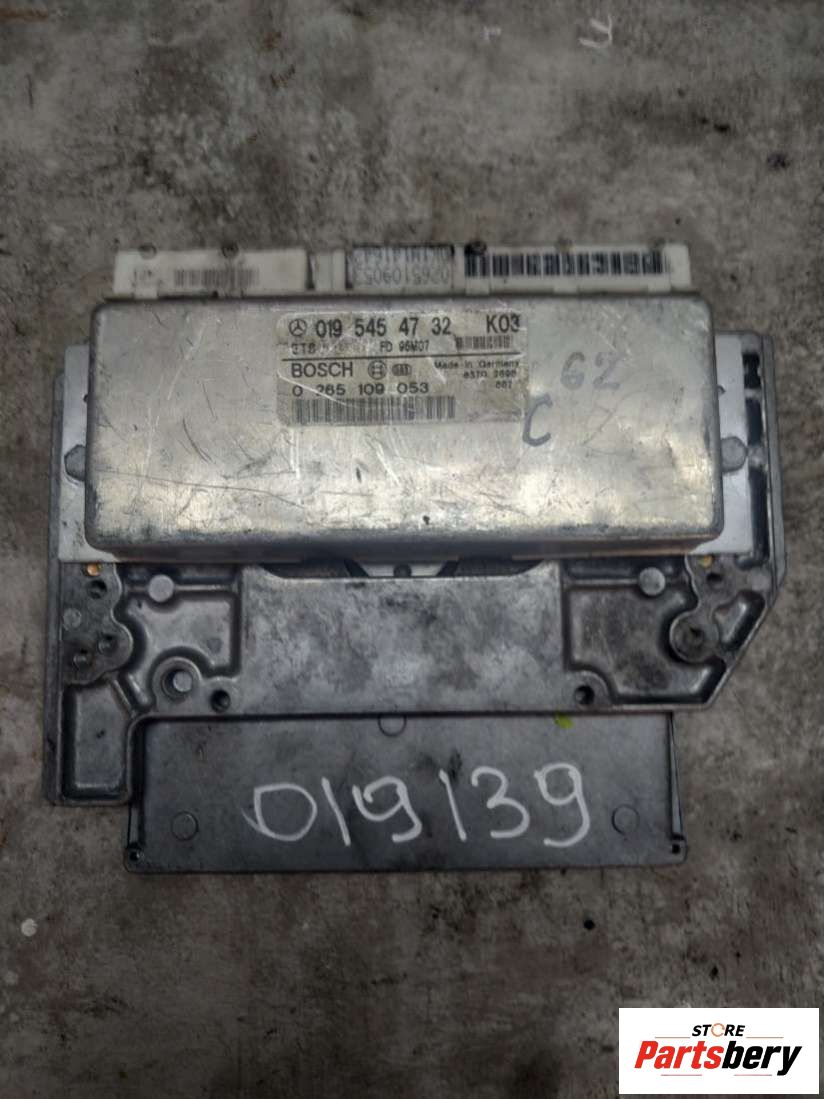 0265109053
019 545 47 32 K03
FD 96M07
BOSCH Made in Germany
0 265 109 053
62
C
019139
STORE
Partsbery